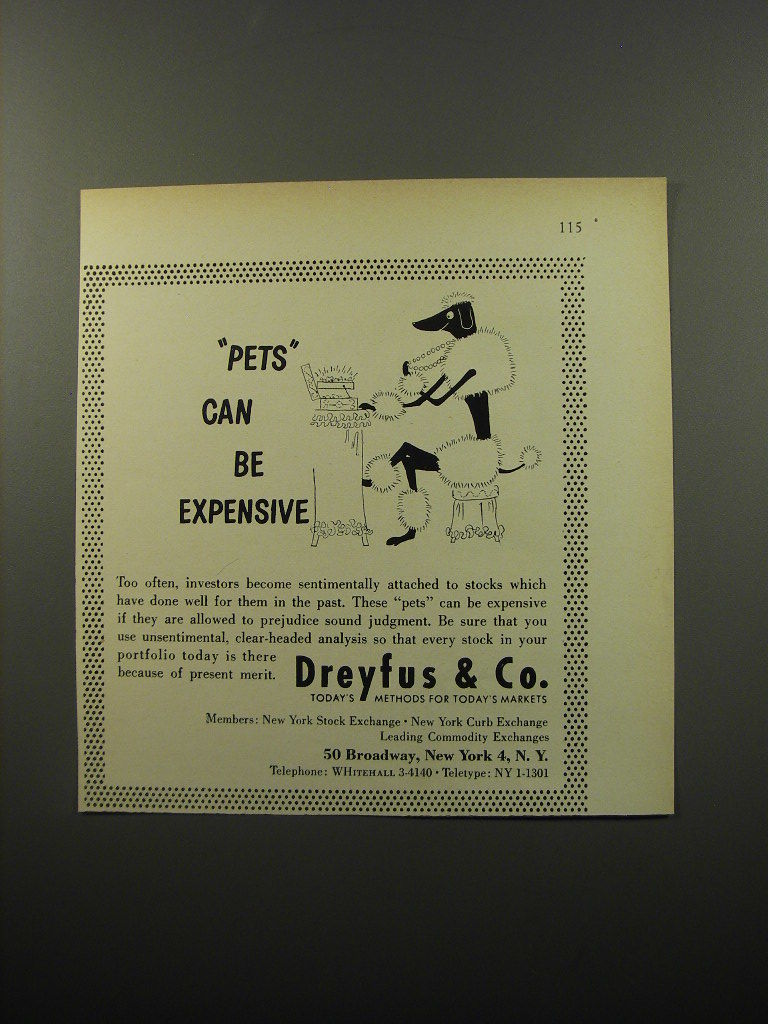 115
"PETS"
CAN
BE
EXPENSIVE
Too often, investors become sentimentally attached to stocks which
have done well for them in the past. These “pets” can be expensive
if they are allowed to prejudice sound judgment. Be sure that you
use unsentimental, clear-headed analysis so that every stock in your
portfolio today is there
because of present merit.
Dreyfus & Co.
TODAY'S METHODS FOR TODAY'S MARKETS
Members: New York Stock Exchange • New York Curb Exchange
Leading Commodity Exchanges
50 Broadway, New York 4, N. Y.
Telephone: WHITEHALL 3-4140 • Teletype: NY 1-1301